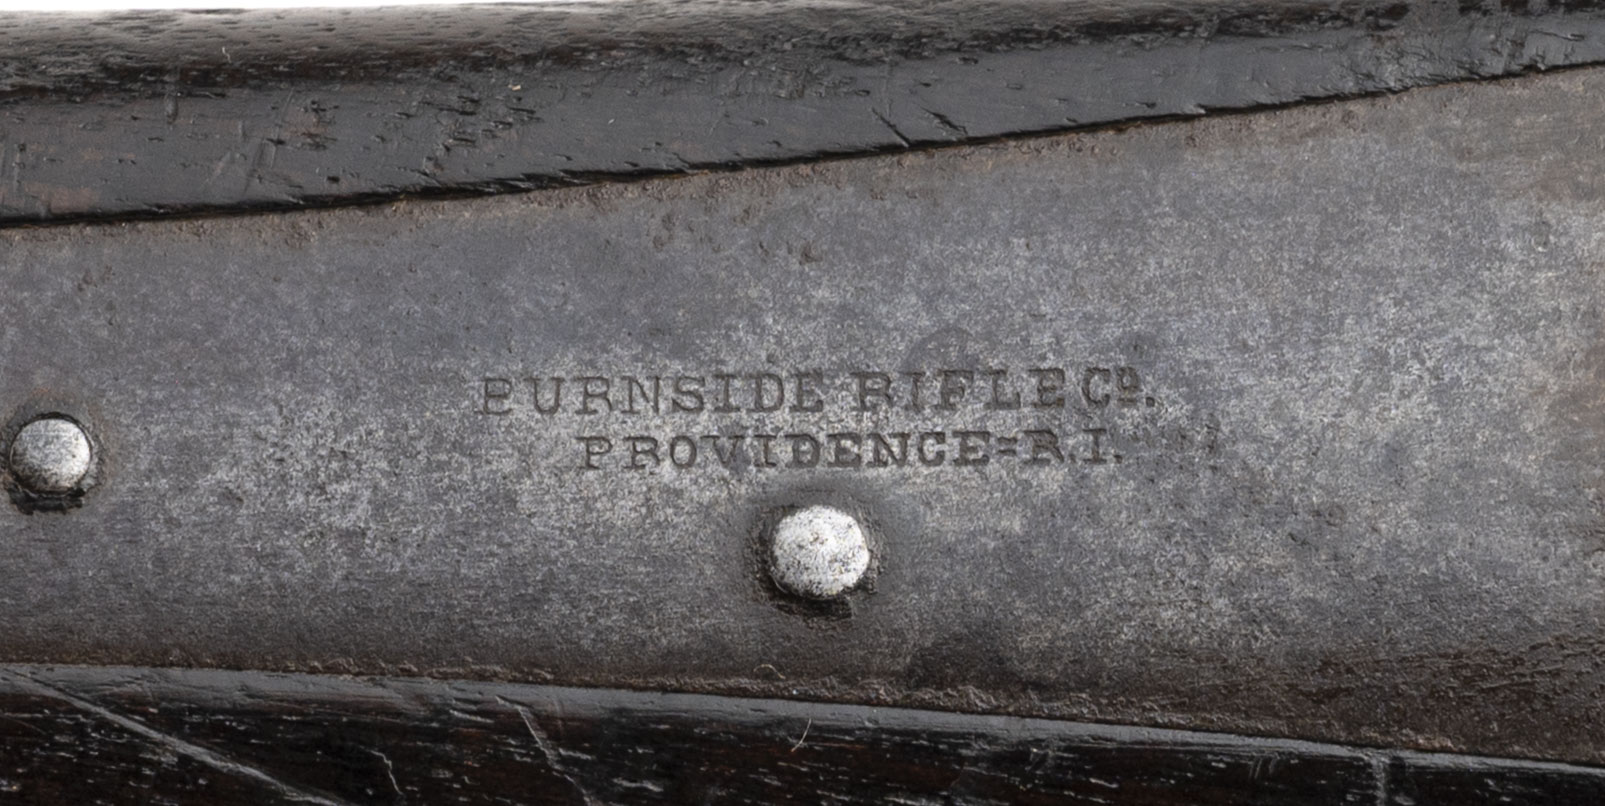 BURNSIDE RIFLE Cº.
PROVIDENCE=R.I.